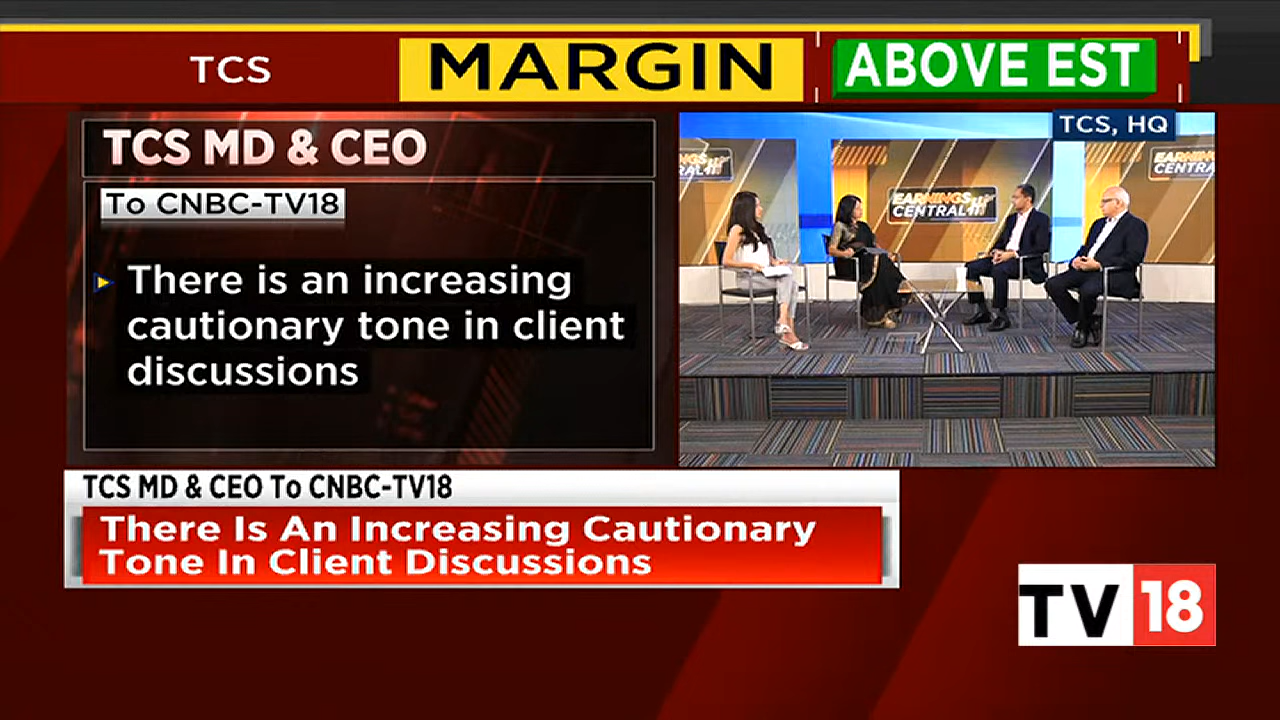 TCS
MARGIN
ABOVE EST
TCS MD & CEO
To CNBC-TV18
There is an increasing
cautionary tone in client
discussions
TCS, HQ
EARNINGS
CENTRAL
EARNINGS
CENTRAL
TCS MD & CEO To CNBC-TV18
There Is An Increasing Cautionary
Tone In Client Discussions
TV18